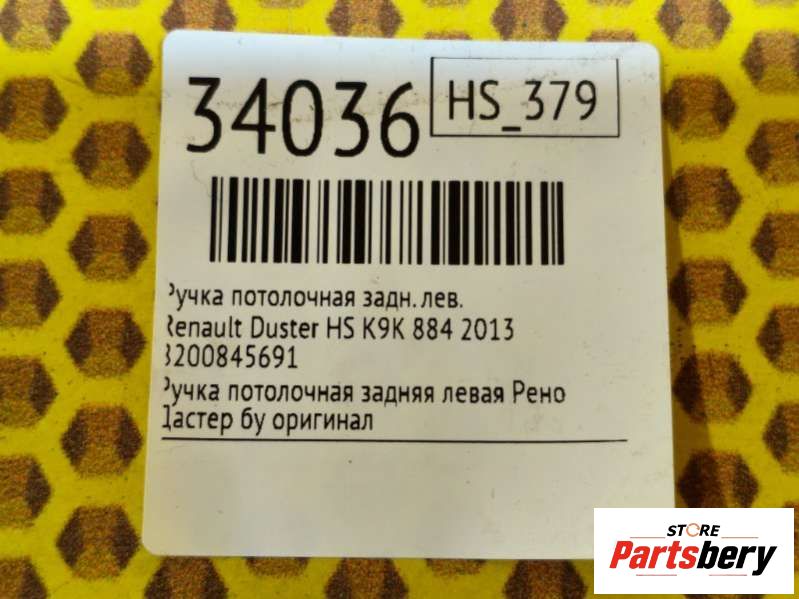 34036
HS_379
Ручка потолочная задн. лев.
Renault Duster HS K9K 884 2013
8200845691
Ручка потолочная задняя левая Рено
Дастер бу оригинал
STORE
Partsbery